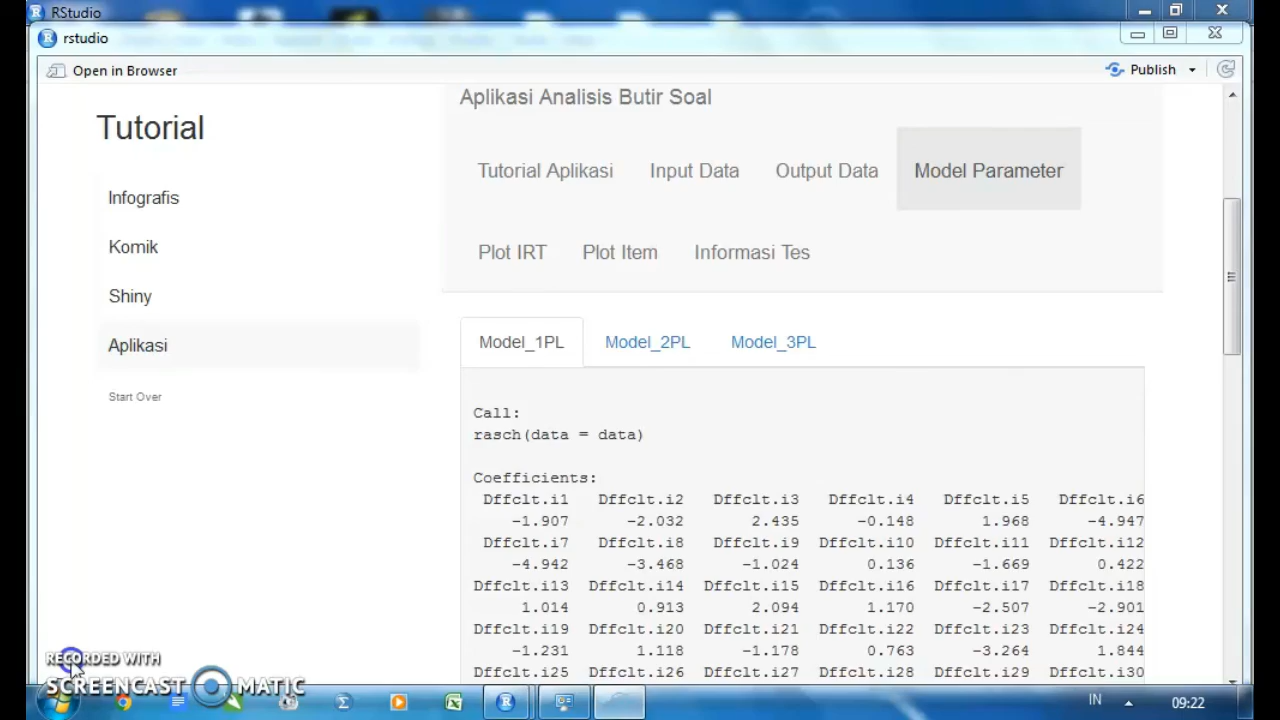 RStudio
rstudio
Open in Browser
Publish
Tutorial
Infografis
Komik
Shiny
Aplikasi
Start Over
Aplikasi Analisis Butir Soal
Tutorial Aplikasi Input Data Output Data Model Parameter
Plot IRT Plot Item Informasi Tes
Model_1PL Model_2PL Model_3PL
Call:
rasch(data = data)
Coefficients:
Dffclt.i1 Dffclt.i2 Dffclt.i3 Dffclt.i4 Dffclt.i5 Dffclt.i6
-1.907 -2.032 2.435 -0.148 1.968 -4.947
Dffclt.i7 Dffclt.i8 Dffclt.i9 Dffclt.i10 Dffclt.i11 Dffclt.i12
-4.942 -3.468 -1.024 0.136 -1.669 0.422
Dffclt.i13 Dffclt.i14 Dffclt.i15 Dffclt.i16 Dffclt.i17 Dffclt.i18
1.014 0.913 2.094 1.170 -2.507 -2.901
Dffclt.i19 Dffclt.i20 Dffclt.i21 Dffclt.i22 Dffclt.i23 Dffclt.i24
-1.231 1.118 -1.178 0.763 -3.264 1.844
Dffclt.i25 Dffclt.i26 Dffclt.i27 Dffclt.i28 Dffclt.i29 Dffclt.i30
RECORDED WITH
SCREENCAST MATIC
IN 09:22